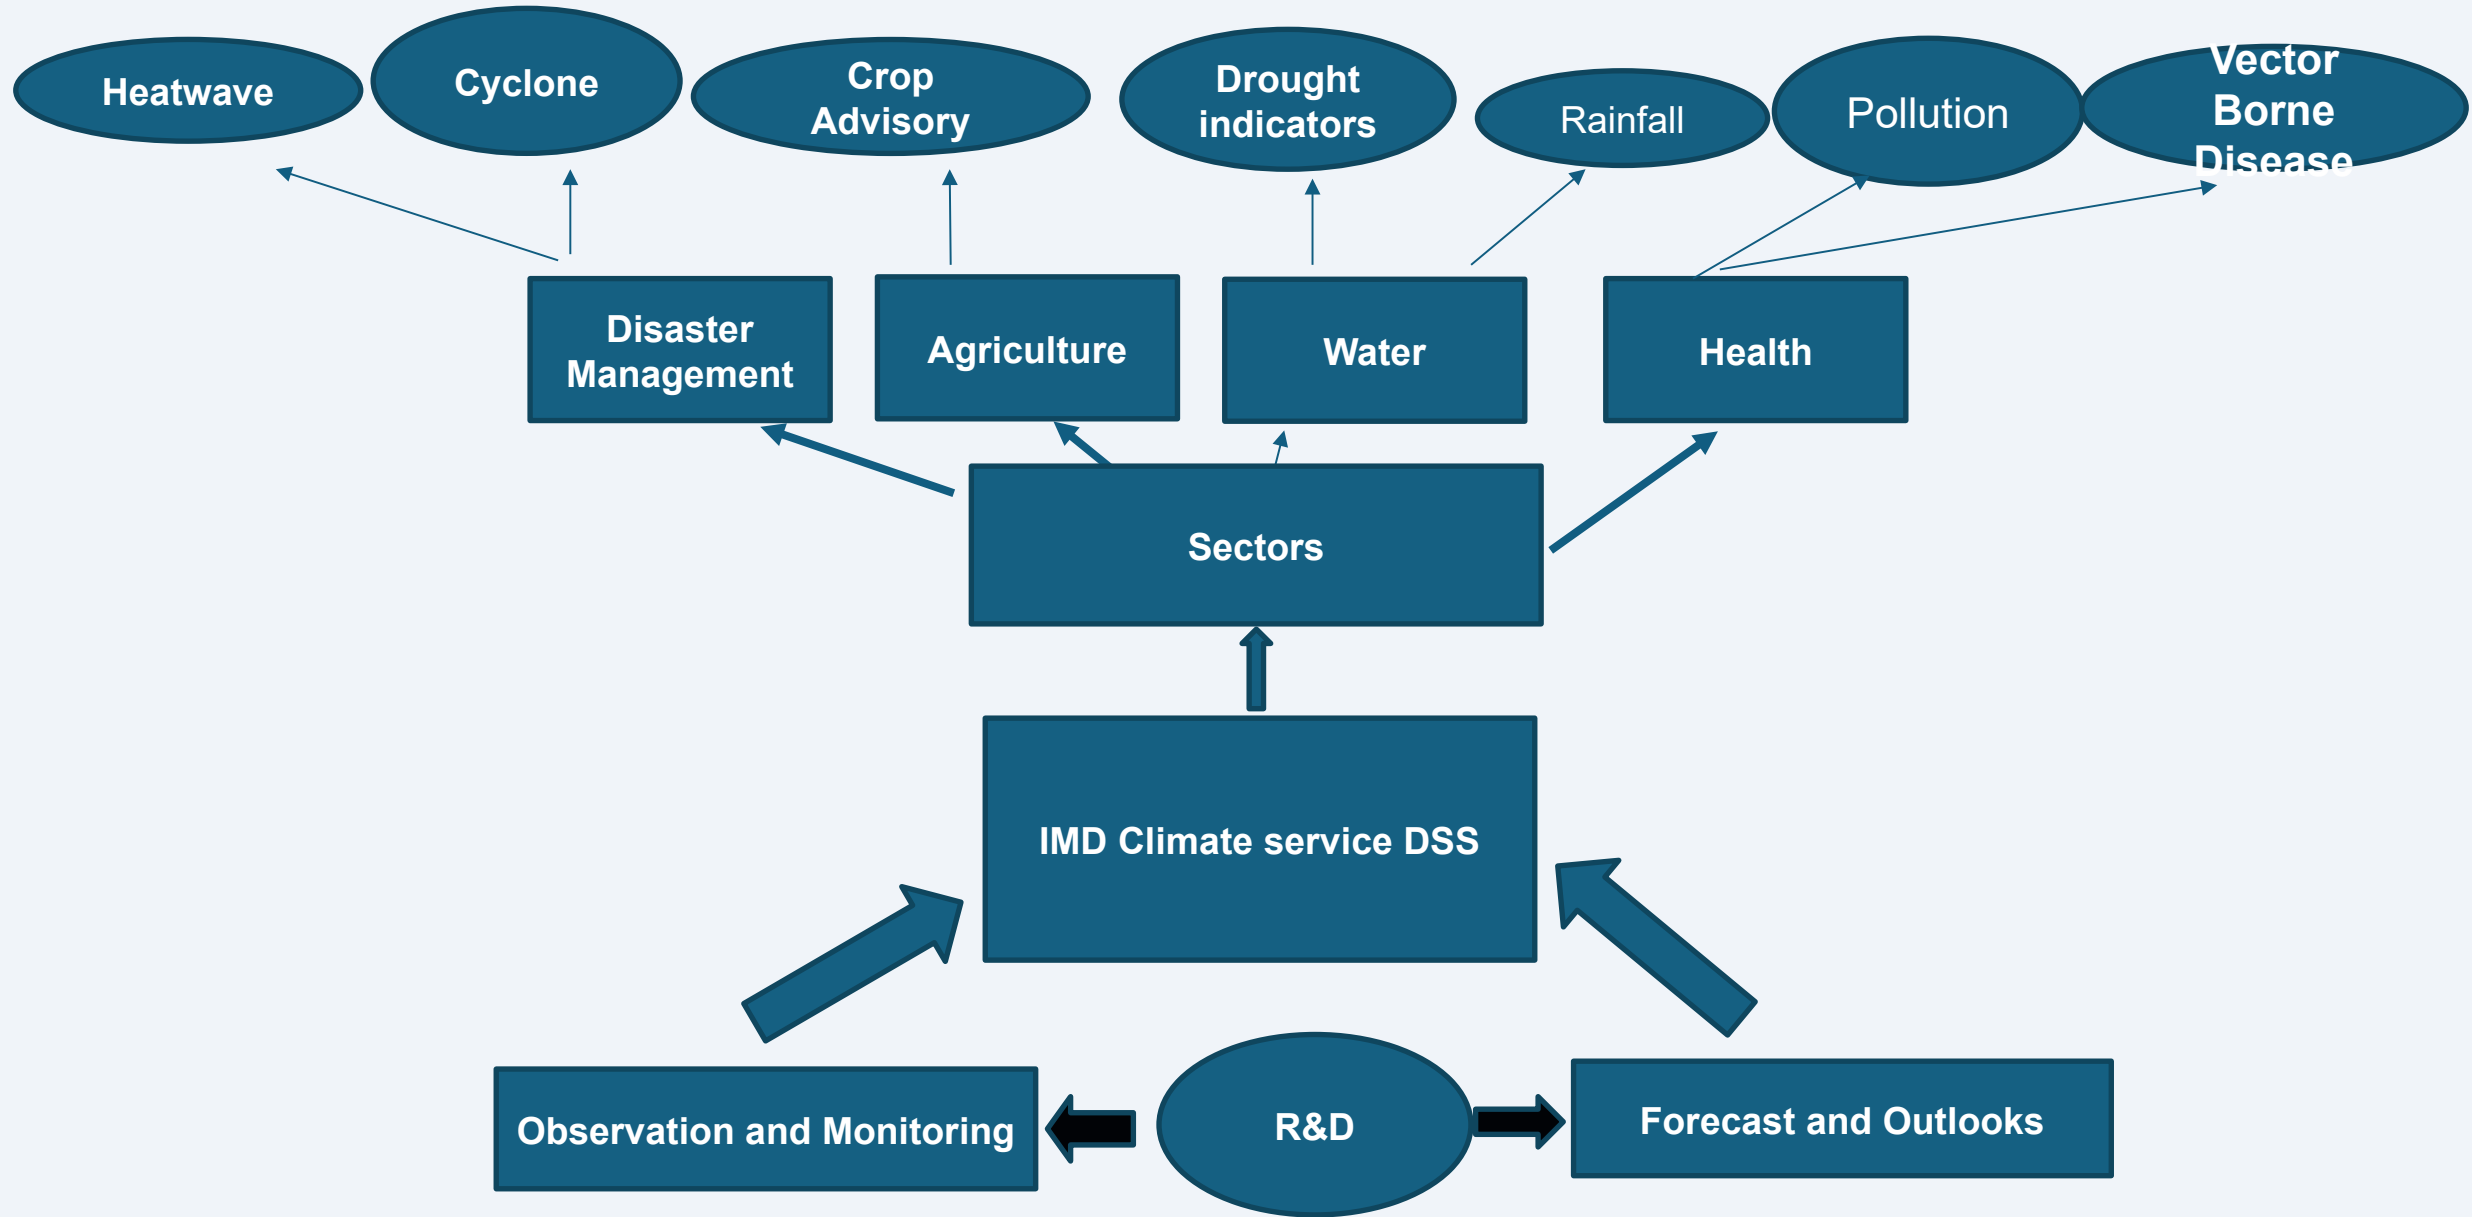 Heatwave
Cyclone
Crop
Advisory
Drought
indicators
Rainfall
Pollution
Vector
Borne
Disease
Disaster
Management
Agriculture
Water
Health
Sectors
IMD Climate service DSS
Observation and Monitoring
R&D
Forecast and Outlooks